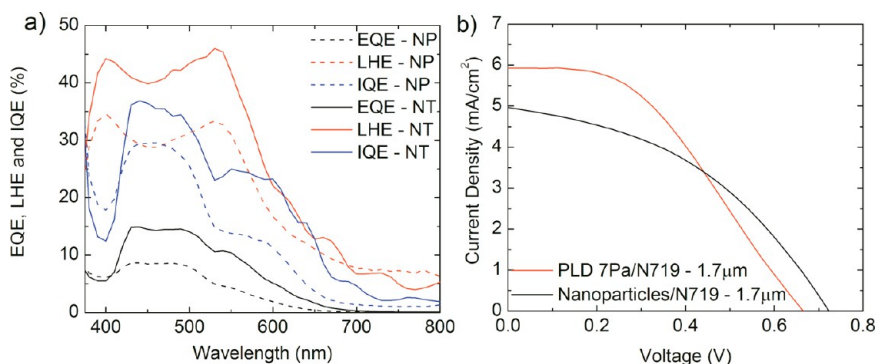 a)
EQE, LHE and IQE (%)
50
40
30
20
10
0
EQE - NP
LHE - NP
IQE - NP
EQE - NT
LHE - NT
IQE - NT
400 500 600 700 800
Wavelength (nm)
b)
Current Density (mA/cm²)
7
6
5
4
3
2
1
0
PLD 7Pa/N719 - 1.7μm
Nanoparticles/N719 - 1.7μm
0.0 0.2 0.4 0.6 0.8
Voltage (V)